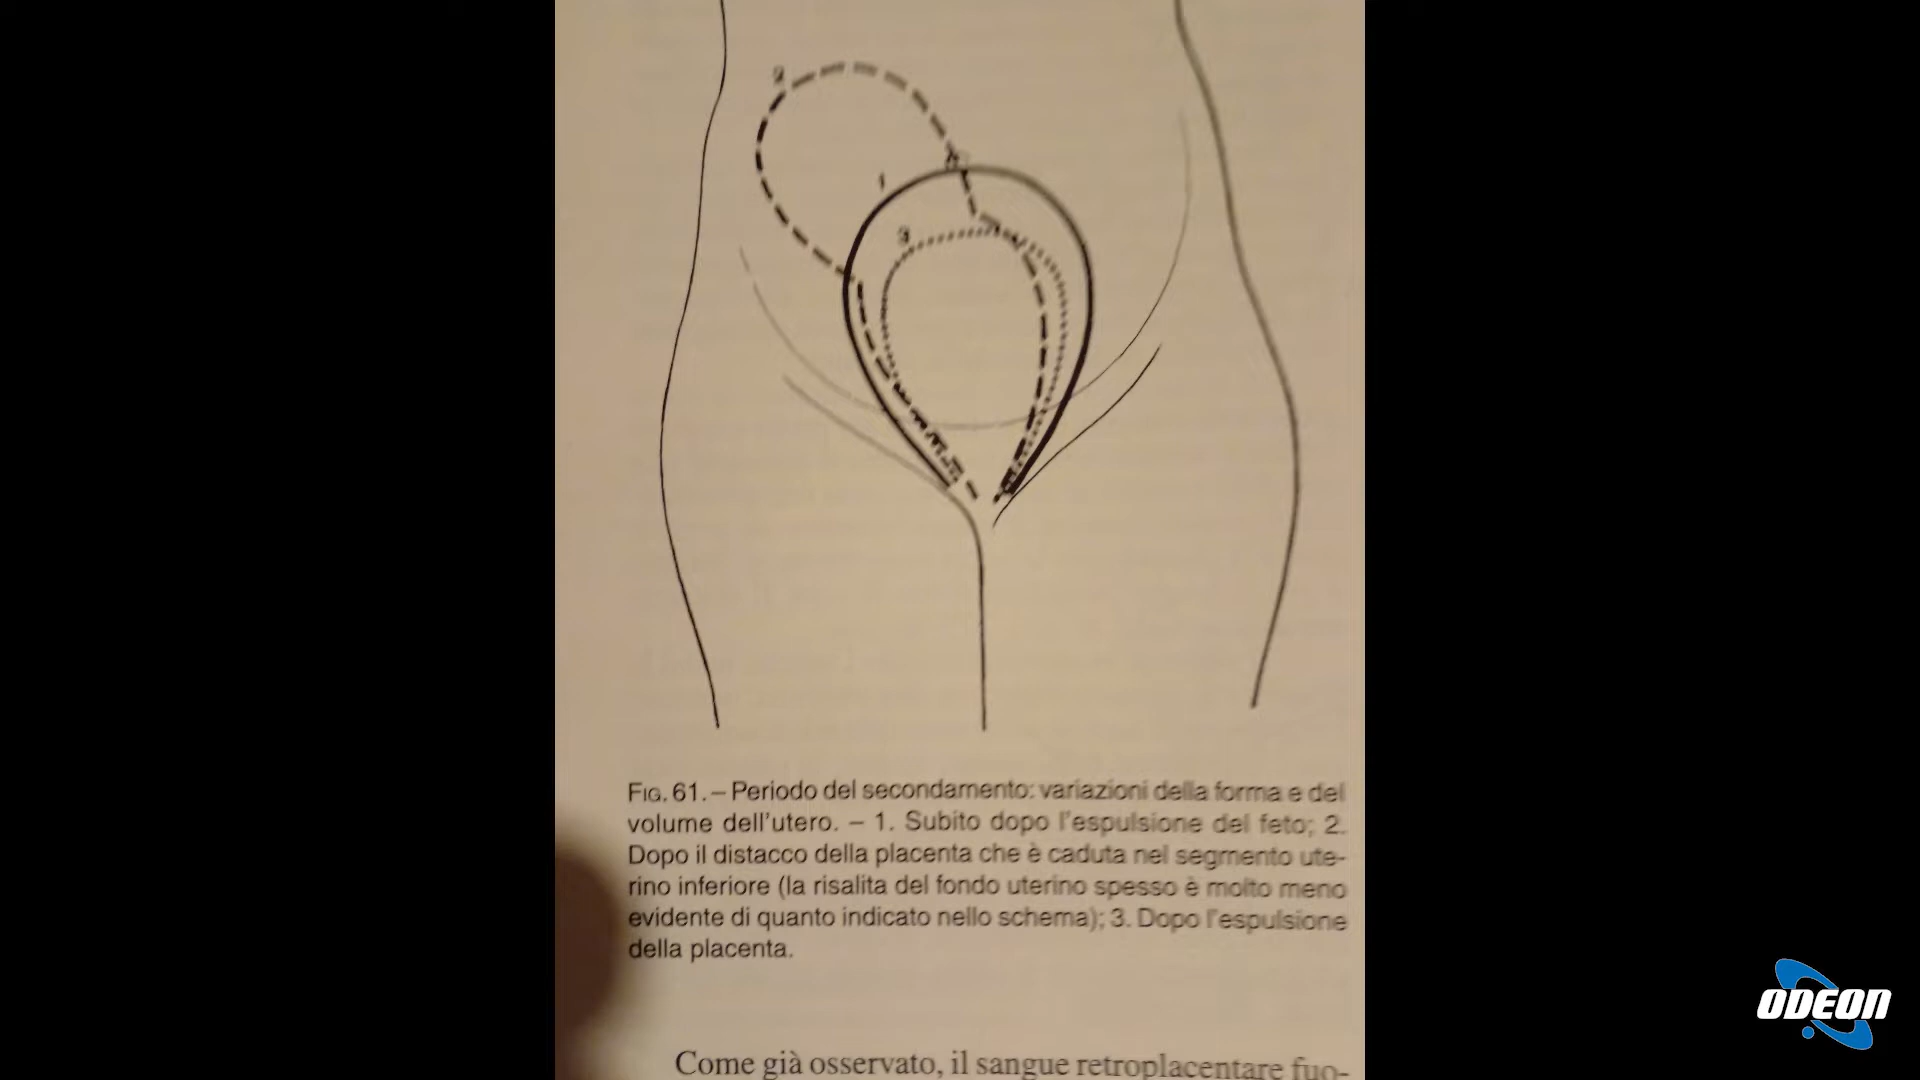 2
1
3
FIG. 61. – Periodo del secondamento: variazioni della forma e del
volume dell'utero. – 1. Subito dopo l'espulsione del feto; 2.
Dopo il distacco della placenta che è caduta nel segmento ute-
rino inferiore (la risalita del fondo uterino spesso è molto meno
evidente di quanto indicato nello schema); 3. Dopo l'espulsione
della placenta.
Come già osservato, il sangue retroplacentare fuo-
ODEON